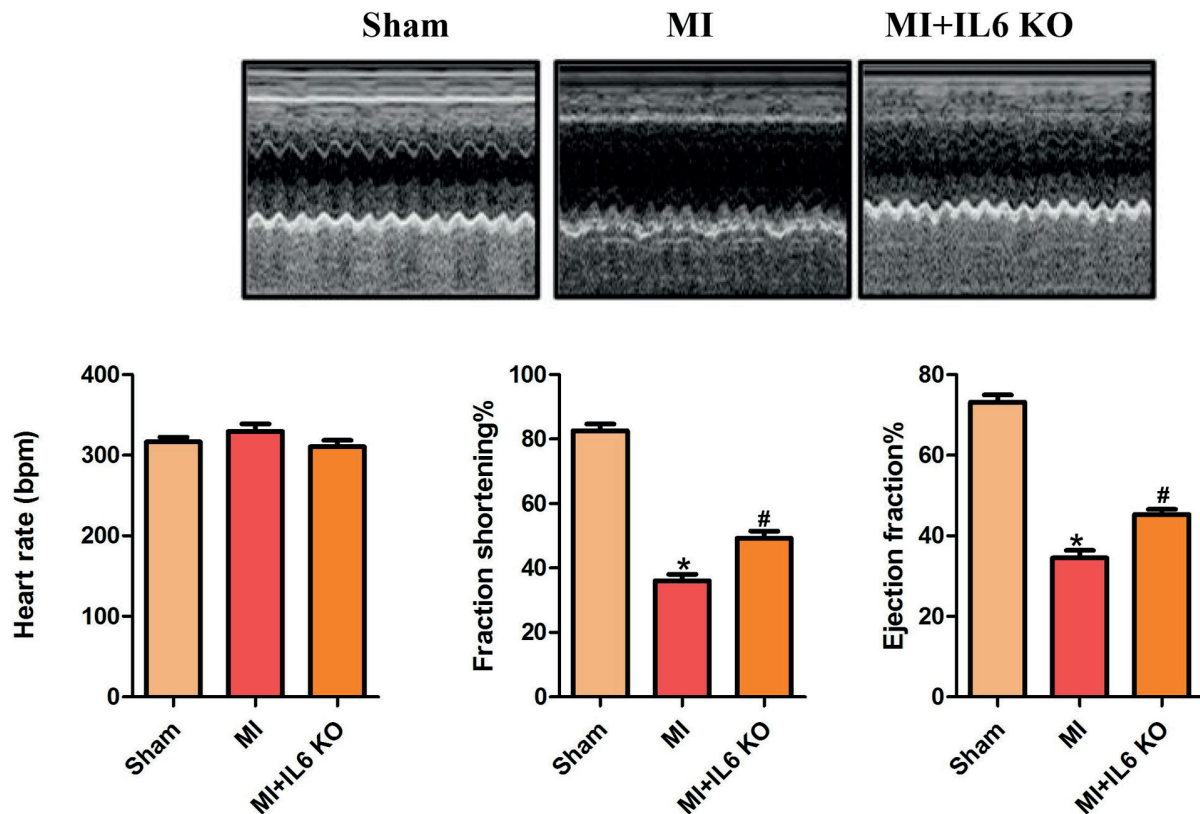 Sham MI MI+IL6 KO
Heart rate (bpm)
400
300
200
100
0
Sham
MI
MI+IL6 KO
Fraction shortening%
100
80
60
40
20
0
*
#
Sham
MI
MI+IL6 KO
Ejection fraction%
80
60
40
20
0
*
#
Sham
MI
MI+IL6 KO